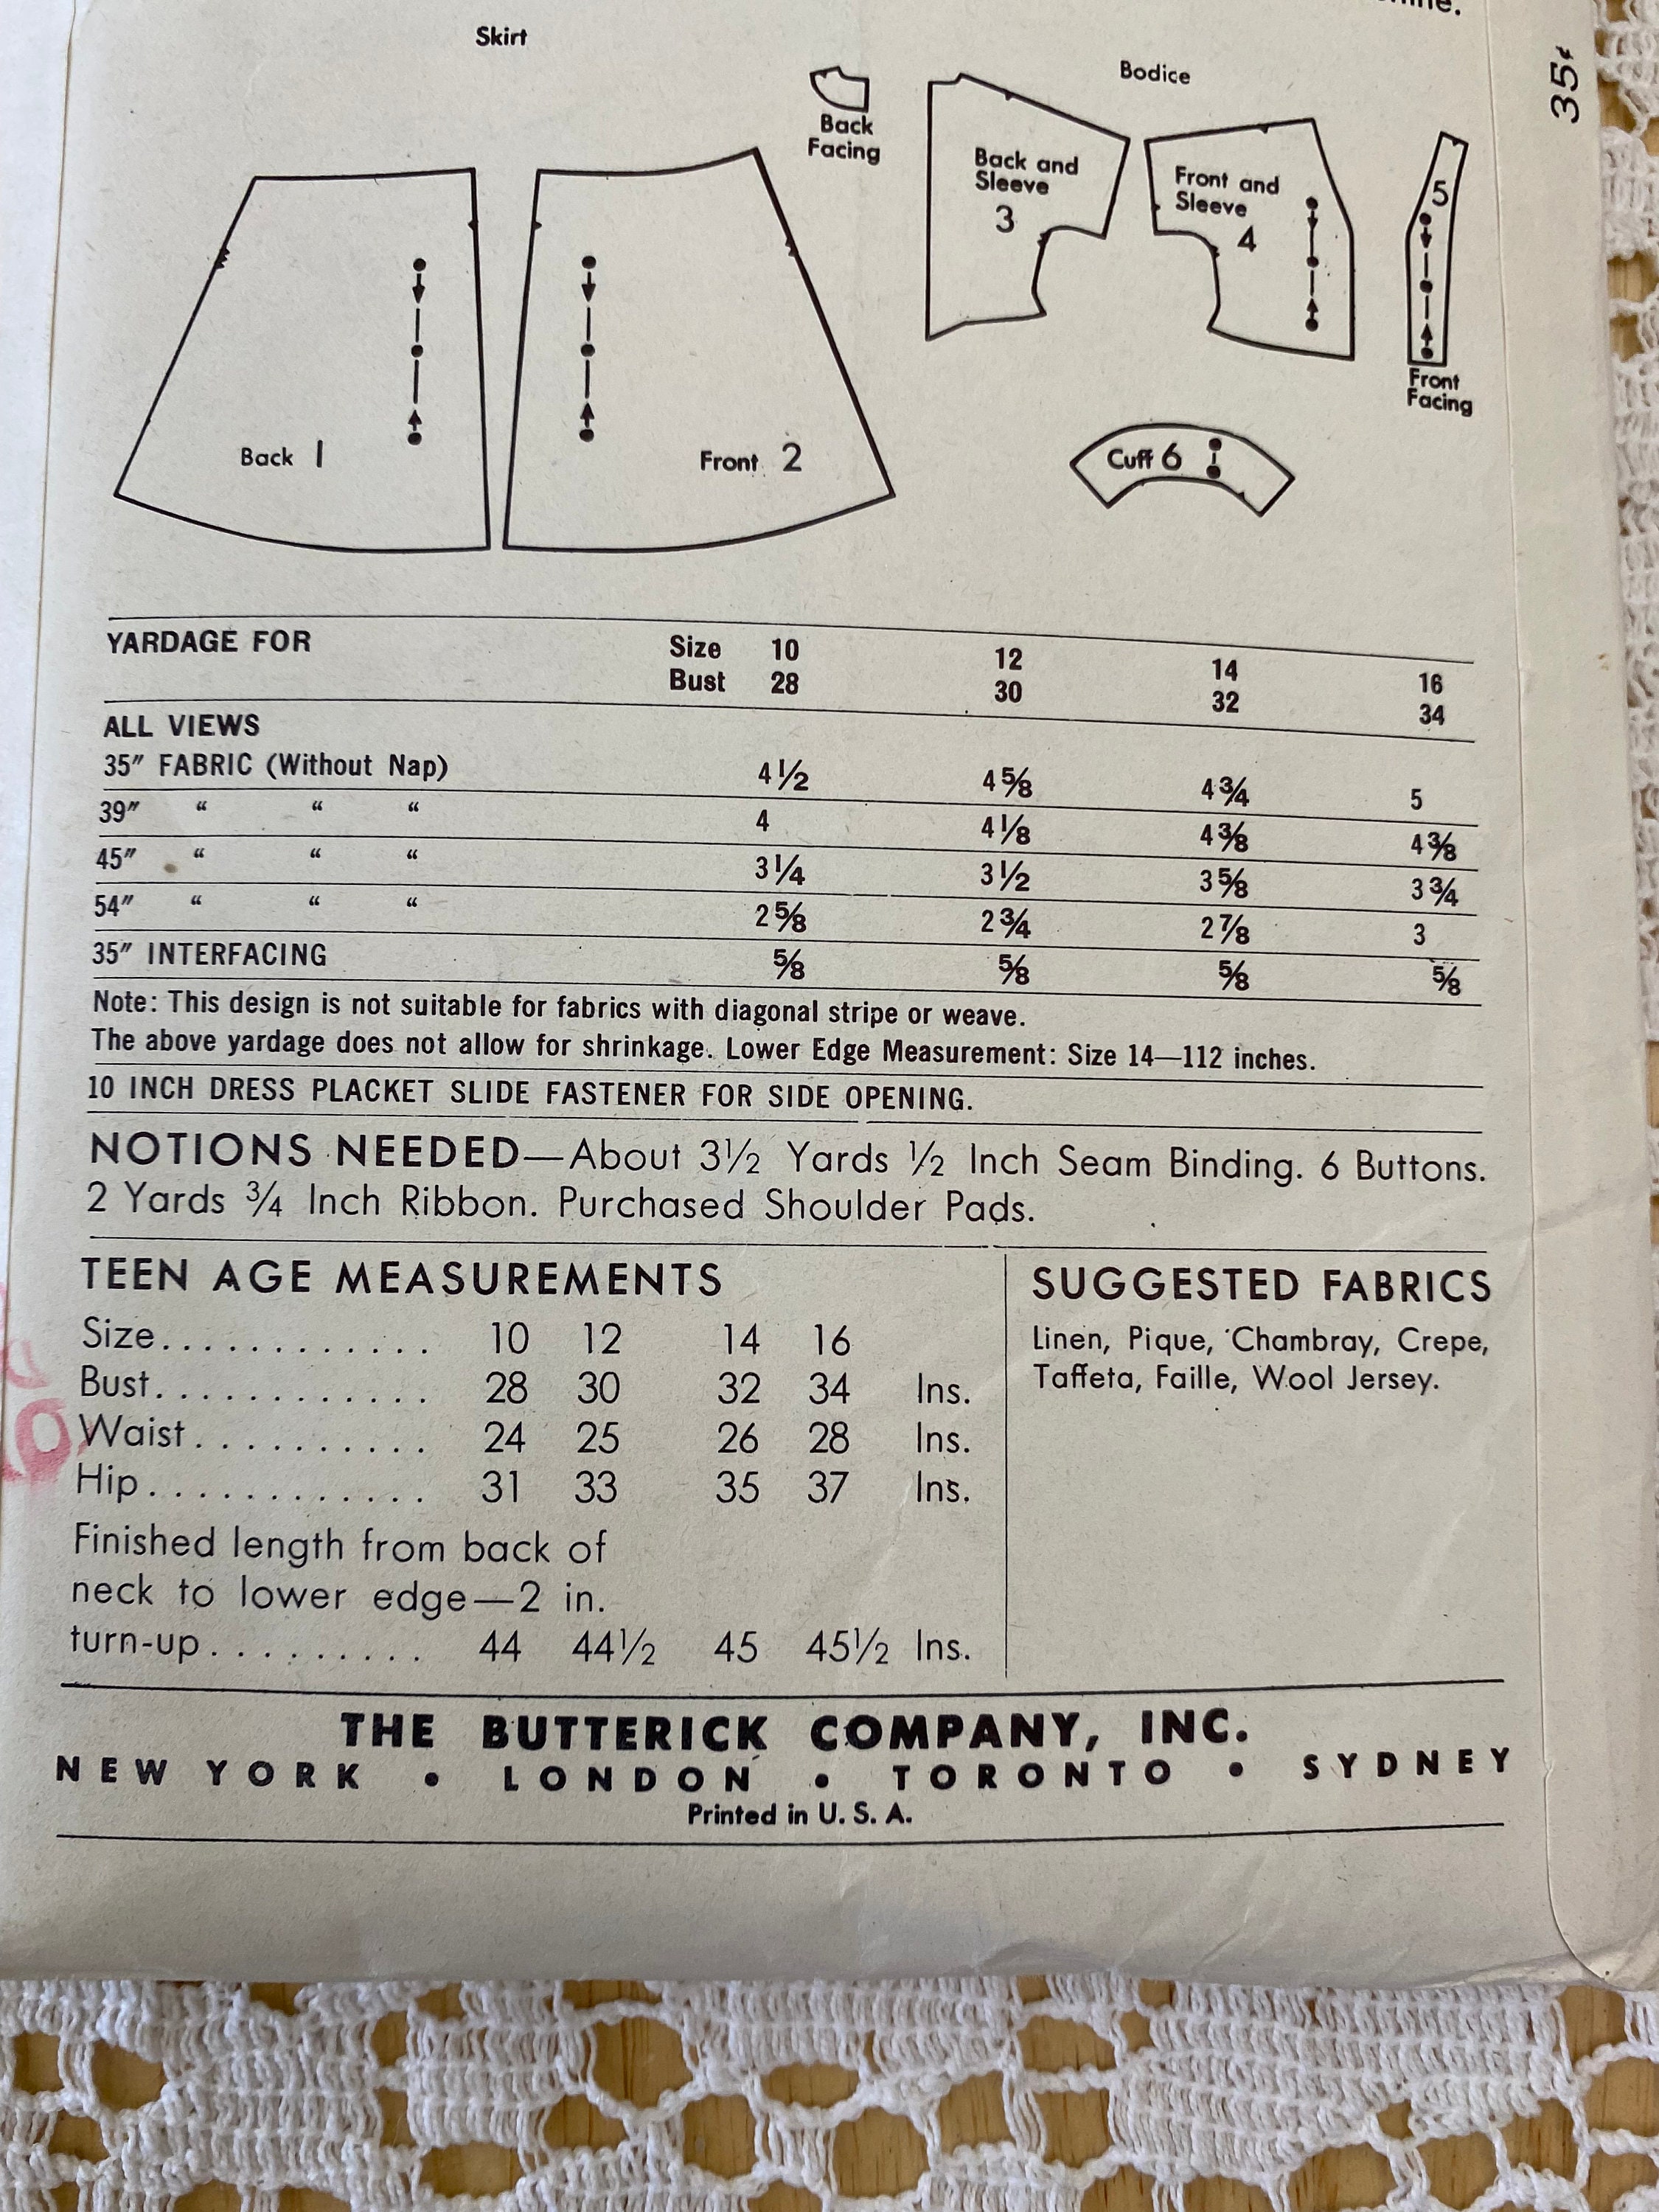 Skirt
Bodice
35¢
Back
Facing
Back and
Sleeve
3
Front and
Sleeve
4
5
Front
Facing
Back 1
Front 2
Cuff 6
YARDAGE FOR Size 10 12 14 16
Bust 28 30 32 34
ALL VIEWS
35″ FABRIC (Without Nap) 4½ 4⅝ 4¾ 5
39″ “ “ “ 4 4⅛ 4⅜ 4⅜
45″ “ “ “ 3¼ 3½ 3⅝ 3¾
54″ “ “ “ 2⅝ 2¾ 2⅞ 3
35″ INTERFACING ⅝ ⅝ ⅝ ⅝
Note: This design is not suitable for fabrics with diagonal stripe or weave.
The above yardage does not allow for shrinkage. Lower Edge Measurement: Size 14—112 inches.
10 INCH DRESS PLACKET SLIDE FASTENER FOR SIDE OPENING.
NOTIONS NEEDED—About 3½ Yards ½ Inch Seam Binding. 6 Buttons.
2 Yards ¾ Inch Ribbon. Purchased Shoulder Pads.
TEEN AGE MEASUREMENTS
Size............ 10 12 14 16
Bust............ 28 30 32 34 Ins.
Waist.......... 24 25 26 28 Ins.
Hip............ 31 33 35 37 Ins.
Finished length from back of
neck to lower edge—2 in.
turn-up......... 44 44½ 45 45½ Ins.
SUGGESTED FABRICS
Linen, Pique, Chambray, Crepe,
Taffeta, Faille, Wool Jersey.
THE BUTTERICK COMPANY, INC.
NEW YORK • LONDON • TORONTO • SYDNEY
Printed in U. S. A.